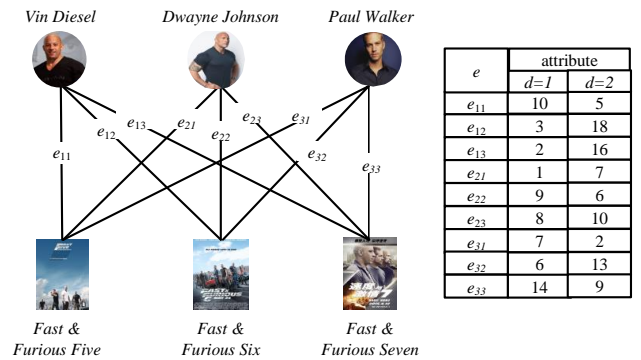 Vin Diesel
Dwayne Johnson
Paul Walker
e11
e12
e13
e21
e22
e23
e31
e32
e33
Fast &
Furious Five
Fast &
Furious Six
Fast &
Furious Seven
e attribute
d=1 d=2
e11 10 5
e12 3 18
e13 2 16
e21 1 7
e22 9 6
e23 8 10
e31 7 2
e32 6 13
e33 14 9